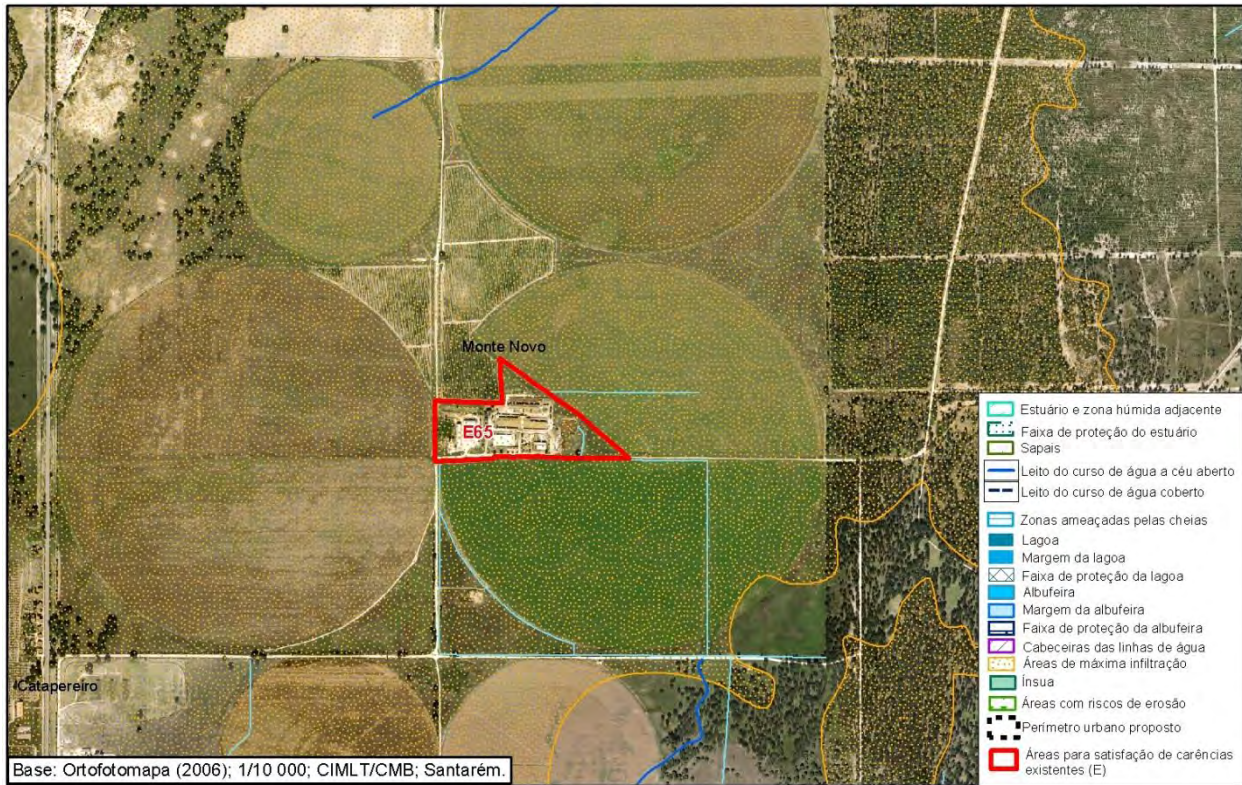 Monte Novo
E65
Catapereiro
Estuário e zona húmida adjacente
Faixa de proteção do estuário
Sapais
Leito do curso de água a céu aberto
Leito do curso de água coberto
Zonas ameaçadas pelas cheias
Lagoa
Margem da lagoa
Faixa de proteção da lagoa
Albufeira
Margem da albufeira
Faixa de proteção da albufeira
Cabeceiras das linhas de água
Áreas de máxima infiltração
Ínsua
Áreas com riscos de erosão
Perímetro urbano proposto
Áreas para satisfação de carências
existentes (E)
Base: Ortofotomapa (2006); 1/10 000; CIMLT/CMB; Santarém.